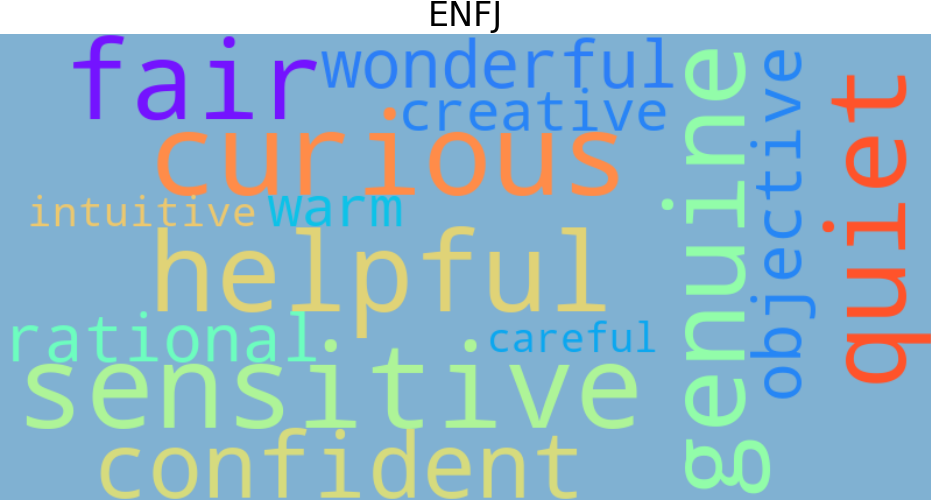 ENFJ
fair
wonderful
creative
curious
intuitive
warm
helpful
rational
careful
sensitive
confident
genuine
objective
quiet